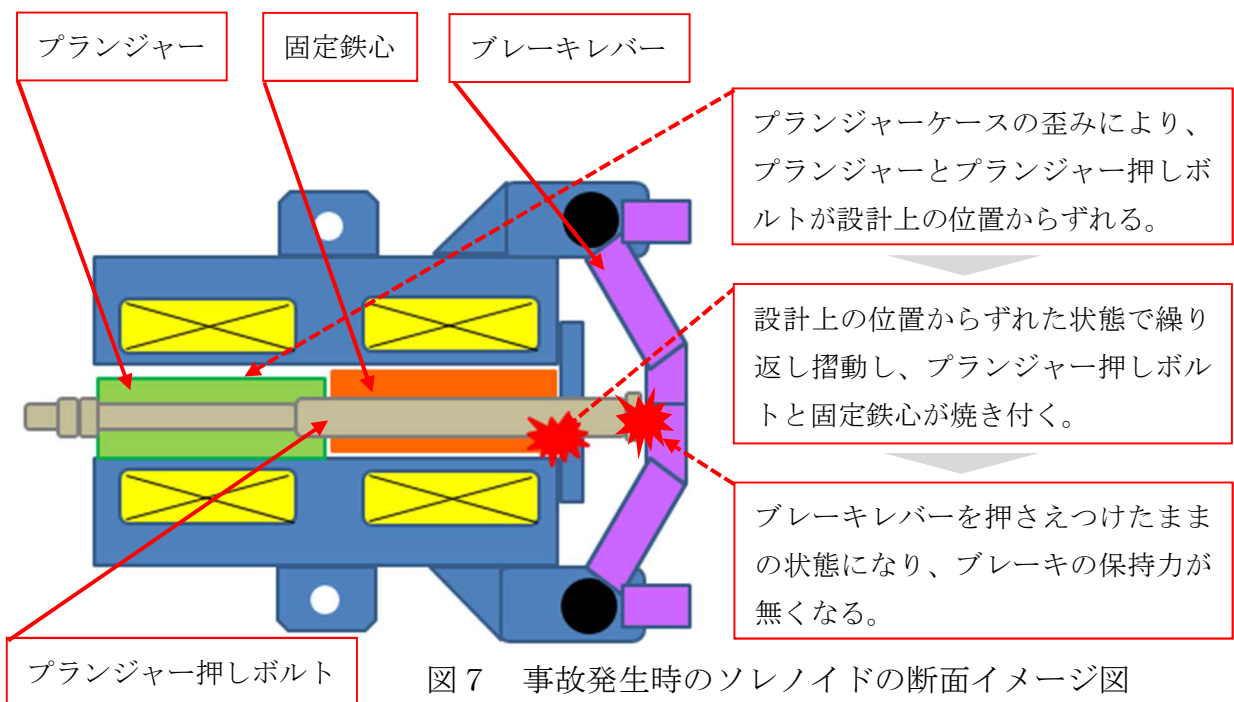 プランジャー
固定鉄心
ブレーキレバー
プランジャーケースの歪みにより、
プランジャーとプランジャー押しボ
ルトが設計上の位置からずれる。
設計上の位置からずれた状態で繰り
返し摺動し、プランジャー押しボル
トと固定鉄心が焼き付く。
ブレーキレバーを押さえつけたまま
の状態になり、ブレーキの保持力が
無くなる。
プランジャー押しボルト
図７　事故発生時のソレノイドの断面イメージ図